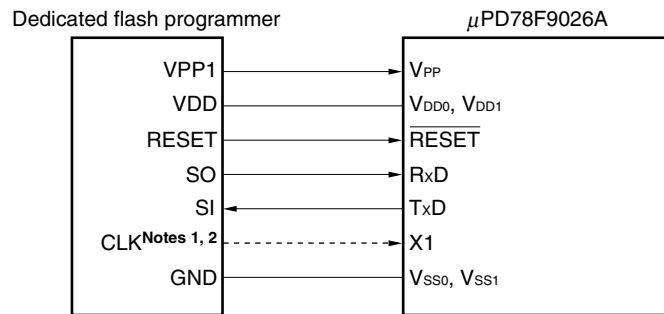 Dedicated flash programmer
μPD78F9026A
VPP1
VPP
VDD
VDD0, VDD1
RESET
RESET
SO
RxD
SI
TxD
CLKNotes 1, 2
X1
GND
VSS0, VSS1